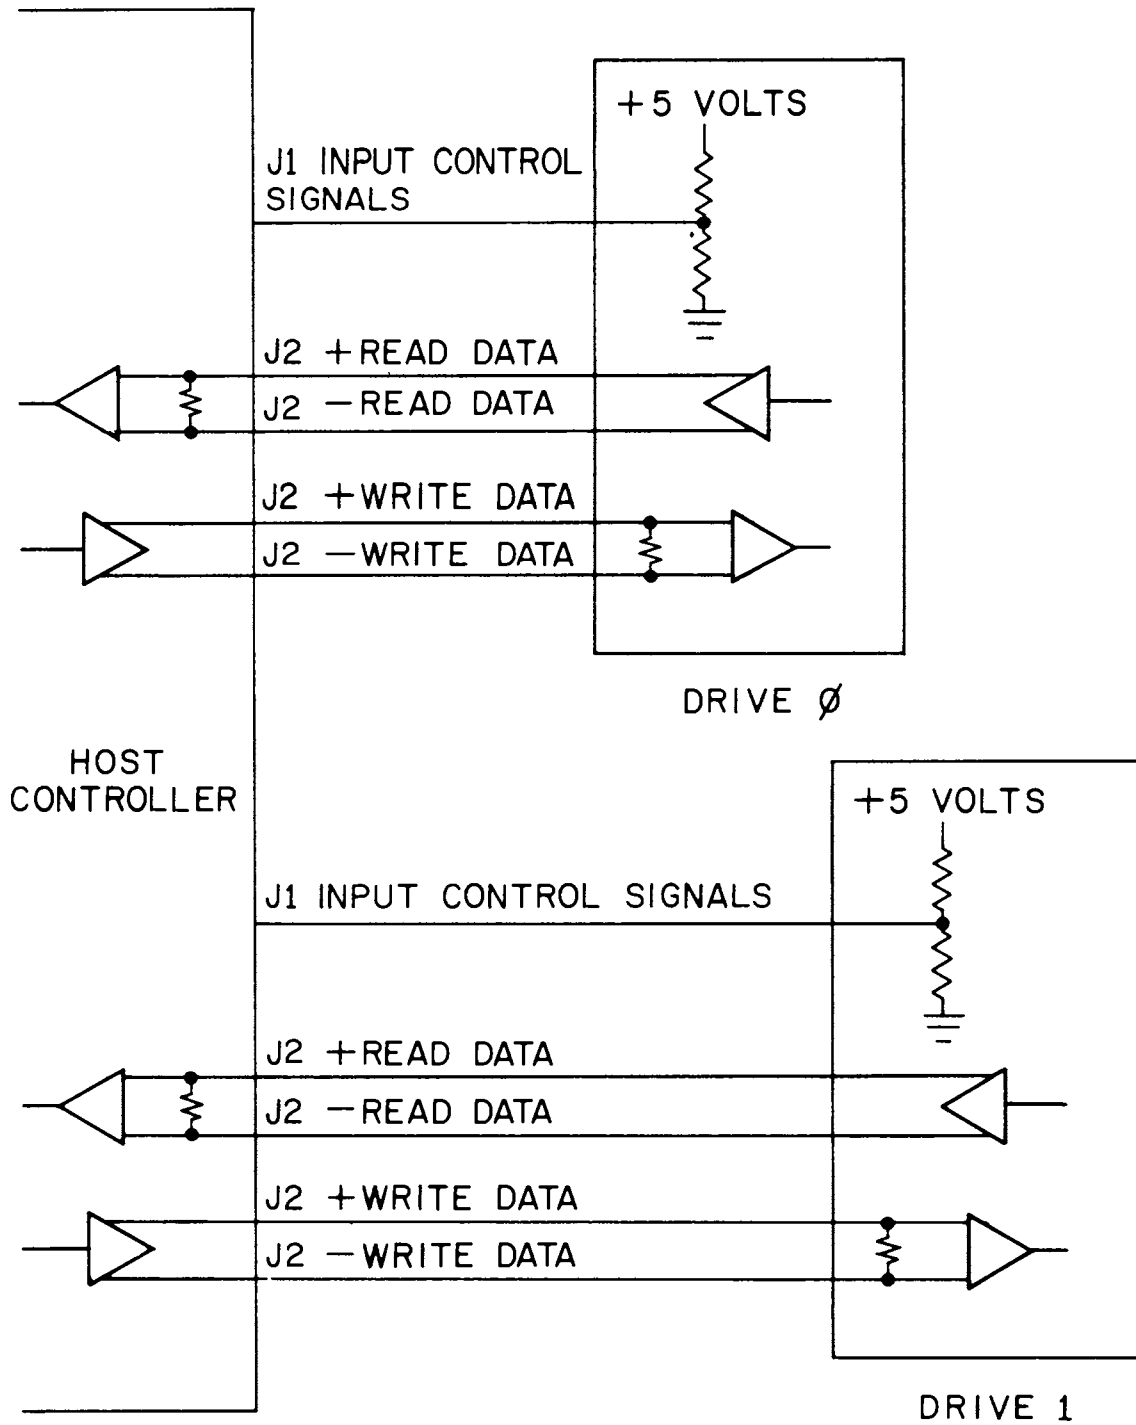 +5 VOLTS
J1 INPUT CONTROL
SIGNALS
J2 +READ DATA
J2 −READ DATA
J2 +WRITE DATA
J2 −WRITE DATA
DRIVE Ø
HOST
CONTROLLER
+5 VOLTS
J1 INPUT CONTROL SIGNALS
J2 +READ DATA
J2 −READ DATA
J2 +WRITE DATA
J2 −WRITE DATA
DRIVE 1